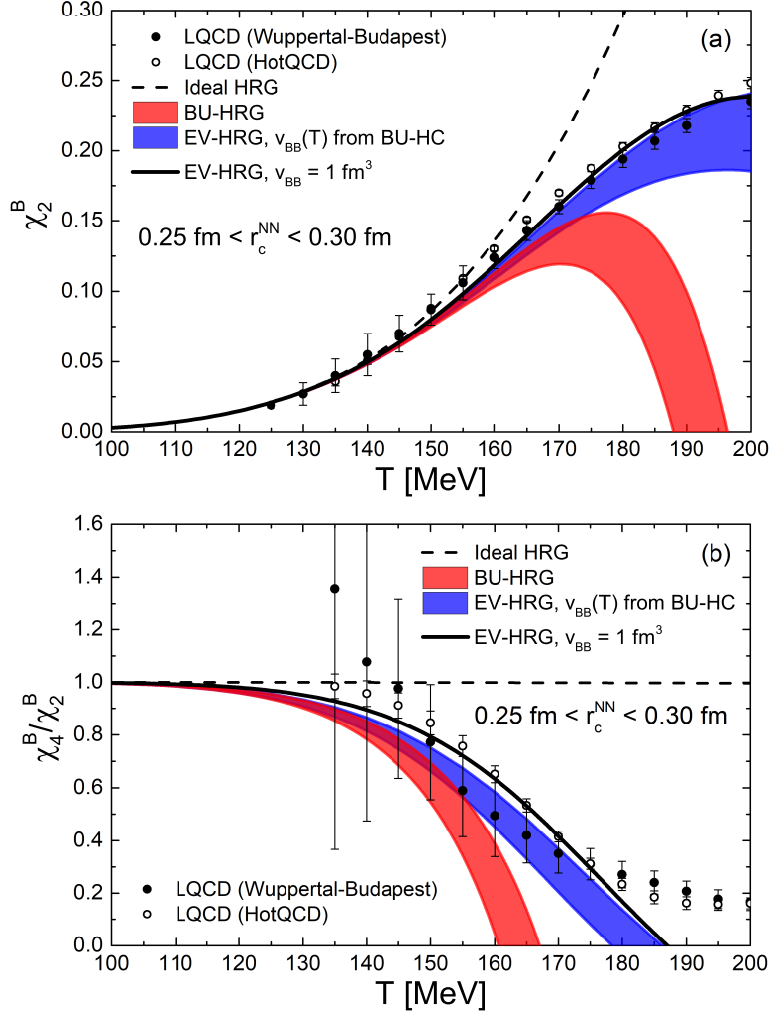 (a)
LQCD (Wuppertal-Budapest)
LQCD (HotQCD)
Ideal HRG
BU-HRG
EV-HRG, v_BB(T) from BU-HC
EV-HRG, v_BB = 1 fm³
0.25 fm < r_c^NN < 0.30 fm
χ_2^B
0.30
0.25
0.20
0.15
0.10
0.05
0.00
100 110 120 130 140 150 160 170 180 190 200
T [MeV]
(b)
Ideal HRG
BU-HRG
EV-HRG, v_BB(T) from BU-HC
EV-HRG, v_BB = 1 fm³
0.25 fm < r_c^NN < 0.30 fm
LQCD (Wuppertal-Budapest)
LQCD (HotQCD)
χ_4^B/χ_2^B
1.6
1.4
1.2
1.0
0.8
0.6
0.4
0.2
0.0
100 110 120 130 140 150 160 170 180 190 200
T [MeV]